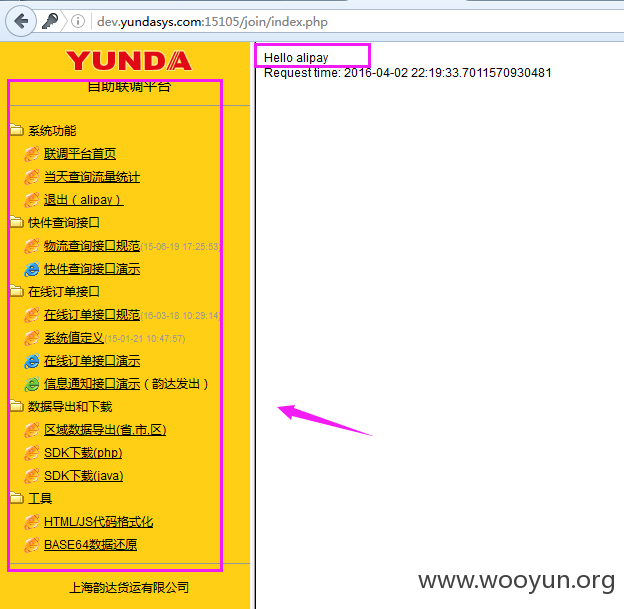 dev.yundasys.com:15105/join/index.php
YUNDA
自助联调平台
系统功能
联调平台首页
当天查询流量统计
退出（alipay）
快件查询接口
物流查询接口规范(15-06-19 17:25:53)
快件查询接口演示
在线订单接口
在线订单接口规范(16-03-18 10:29:14)
系统值定义(15-01-21 10:47:57)
在线订单接口演示
信息通知接口演示（韵达发出）
数据导出和下载
区域数据导出(省,市,区)
SDK下载(php)
SDK下载(java)
工具
HTML/JS代码格式化
BASE64数据还原
上海韵达货运有限公司
Hello alipay
Request time: 2016-04-02 22:19:33.7011570930481
www.wooyun.org